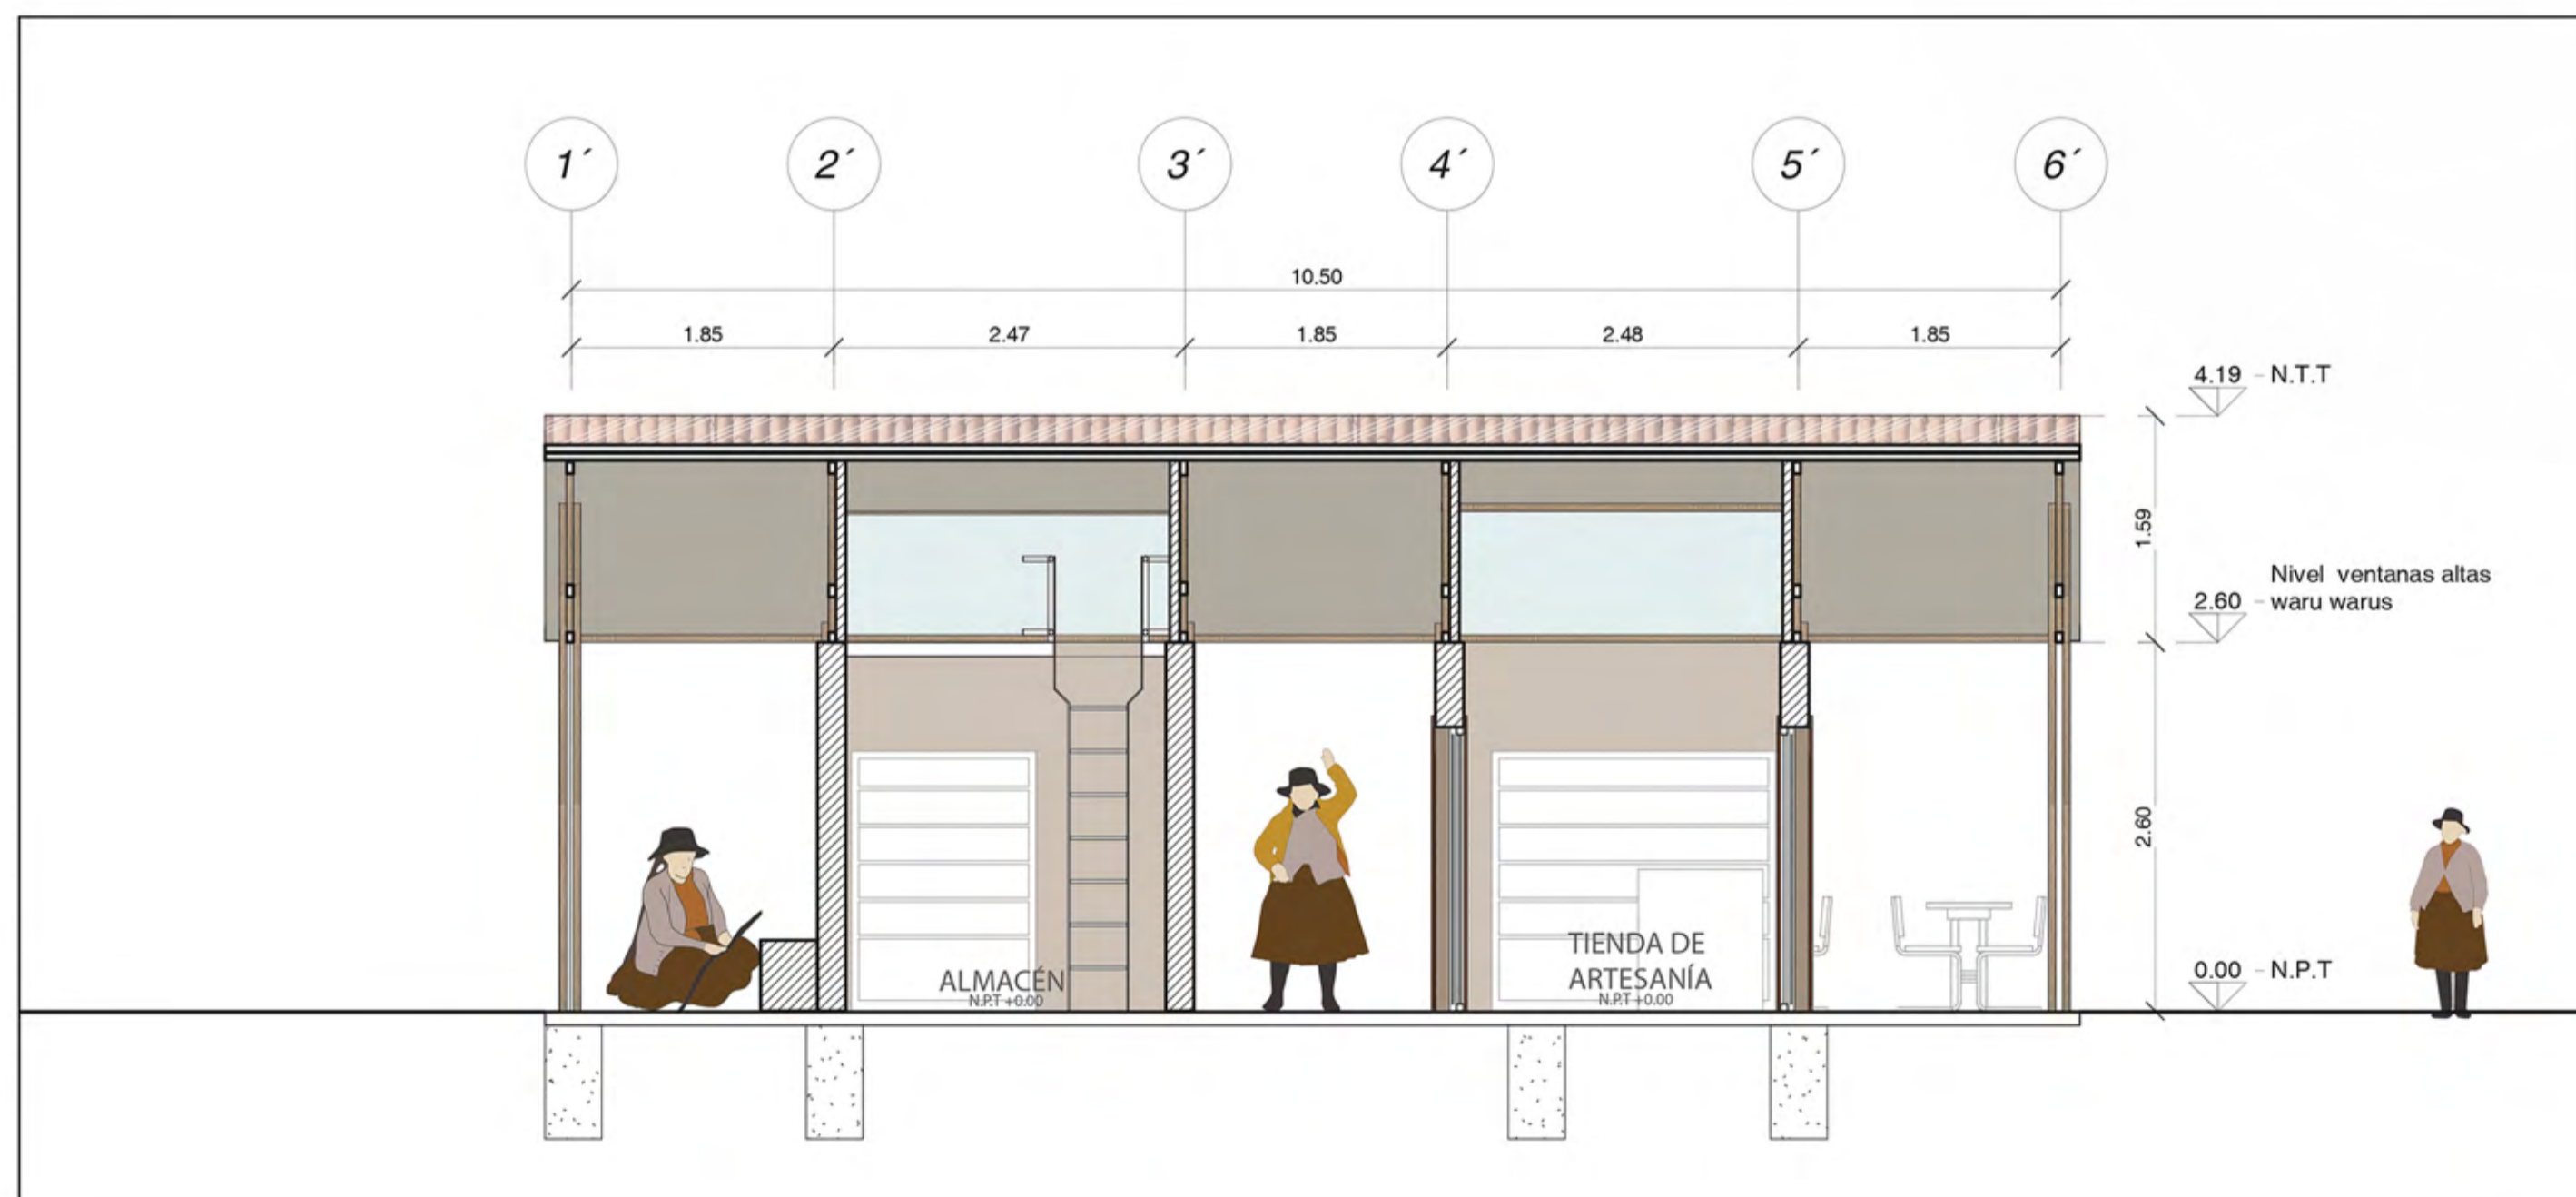 1´ 2´ 3´ 4´ 5´ 6´
10.50
1.85 2.47 1.85 2.48 1.85
4.19 - N.T.T
1.59
Nivel ventanas altas
2.60 - waru warus
2.60
TIENDA DE
ARTESANÍA
N.P.T +0.00
ALMACÉN
N.P.T +0.00
0.00 - N.P.T